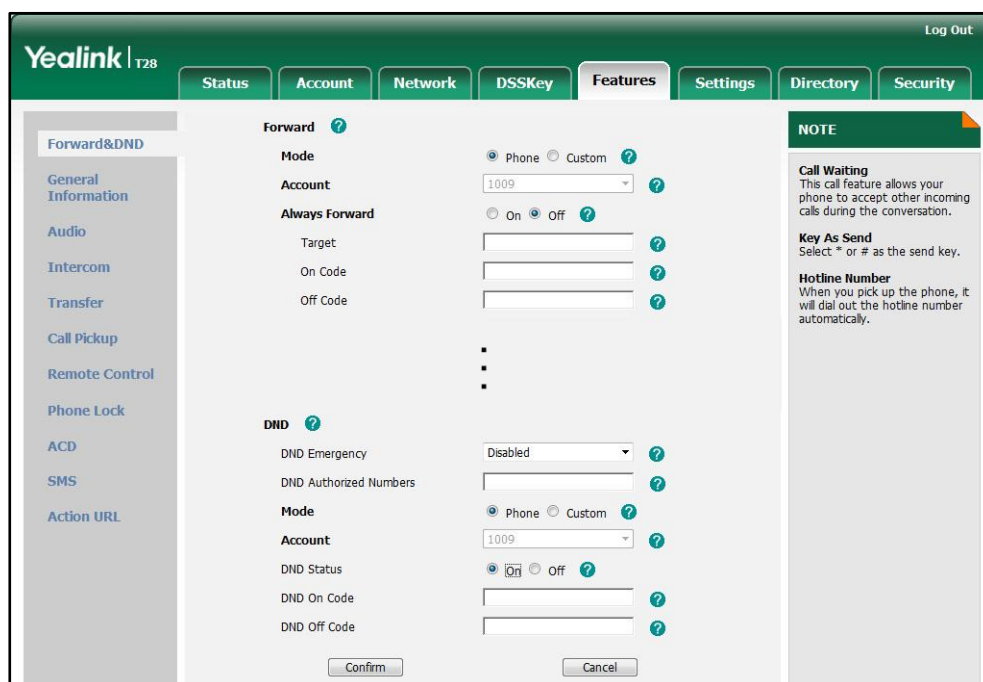 Log Out
Yealink | T28
Status Account Network DSSKey Features Settings Directory Security
Forward&DND
General
Information
Audio
Intercom
Transfer
Call Pickup
Remote Control
Phone Lock
ACD
SMS
Action URL
Forward ?
Mode Phone Custom ?
Account 1009 ?
Always Forward On Off ?
Target ?
On Code ?
Off Code ?
DND ?
DND Emergency Disabled ?
DND Authorized Numbers ?
Mode Phone Custom ?
Account 1009 ?
DND Status On Off ?
DND On Code ?
DND Off Code ?
Confirm Cancel
NOTE
Call Waiting
This call feature allows your
phone to accept other incoming
calls during the conversation.
Key As Send
Select * or # as the send key.
Hotline Number
When you pick up the phone, it
will dial out the hotline number
automatically.